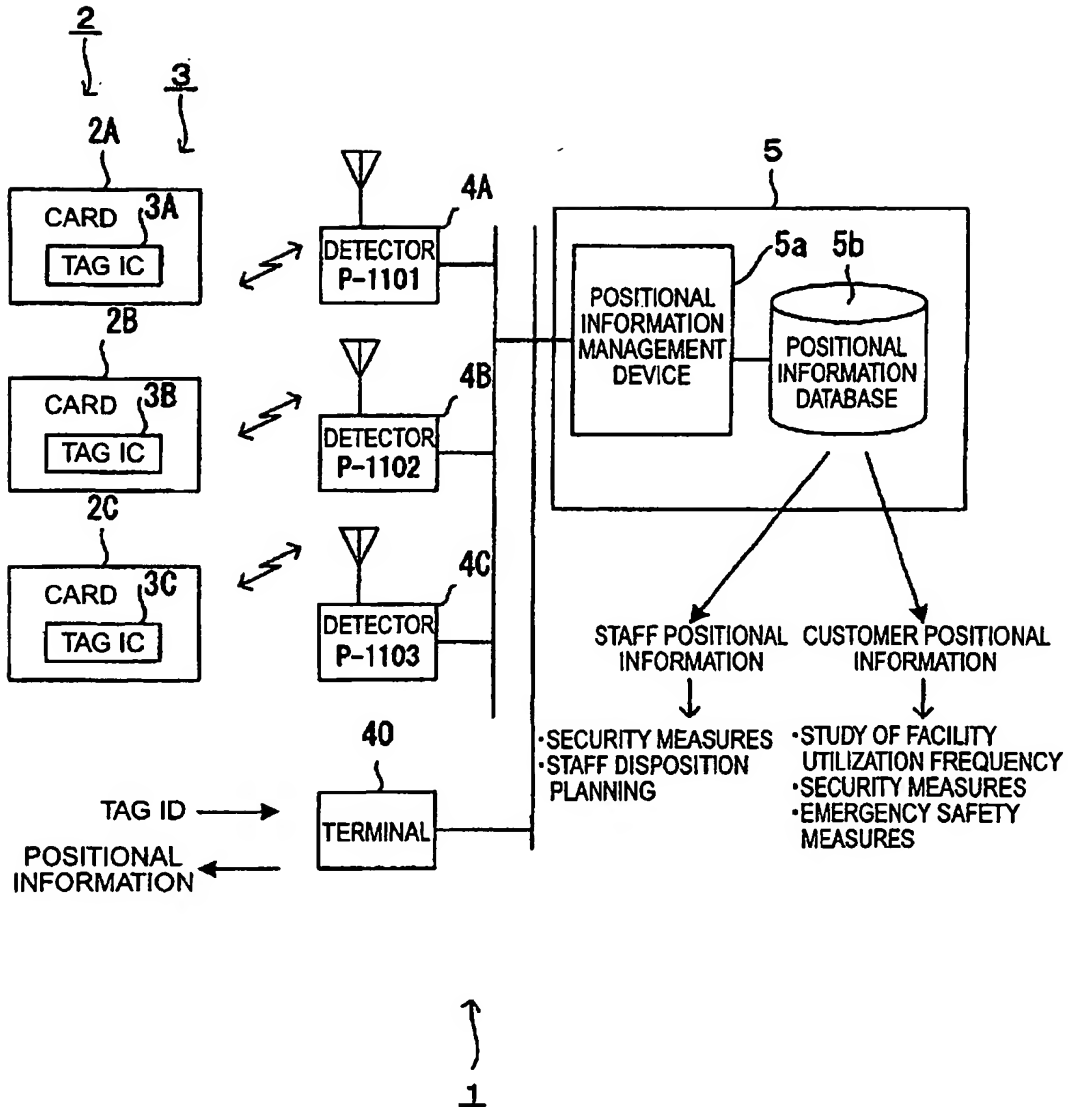 2
3
2A
CARD
3A
TAG IC
2B
CARD
3B
TAG IC
2C
CARD
3C
TAG IC
4A
DETECTOR
P-1101
4B
DETECTOR
P-1102
4C
DETECTOR
P-1103
40
TERMINAL
TAG ID
POSITIONAL
INFORMATION
5
5a
POSITIONAL
INFORMATION
MANAGEMENT
DEVICE
5b
POSITIONAL
INFORMATION
DATABASE
STAFF POSITIONAL
INFORMATION
・SECURITY MEASURES
・STAFF DISPOSITION
PLANNING
CUSTOMER POSITIONAL
INFORMATION
・STUDY OF FACILITY
UTILIZATION FREQUENCY
・SECURITY MEASURES
・EMERGENCY SAFETY
MEASURES
1